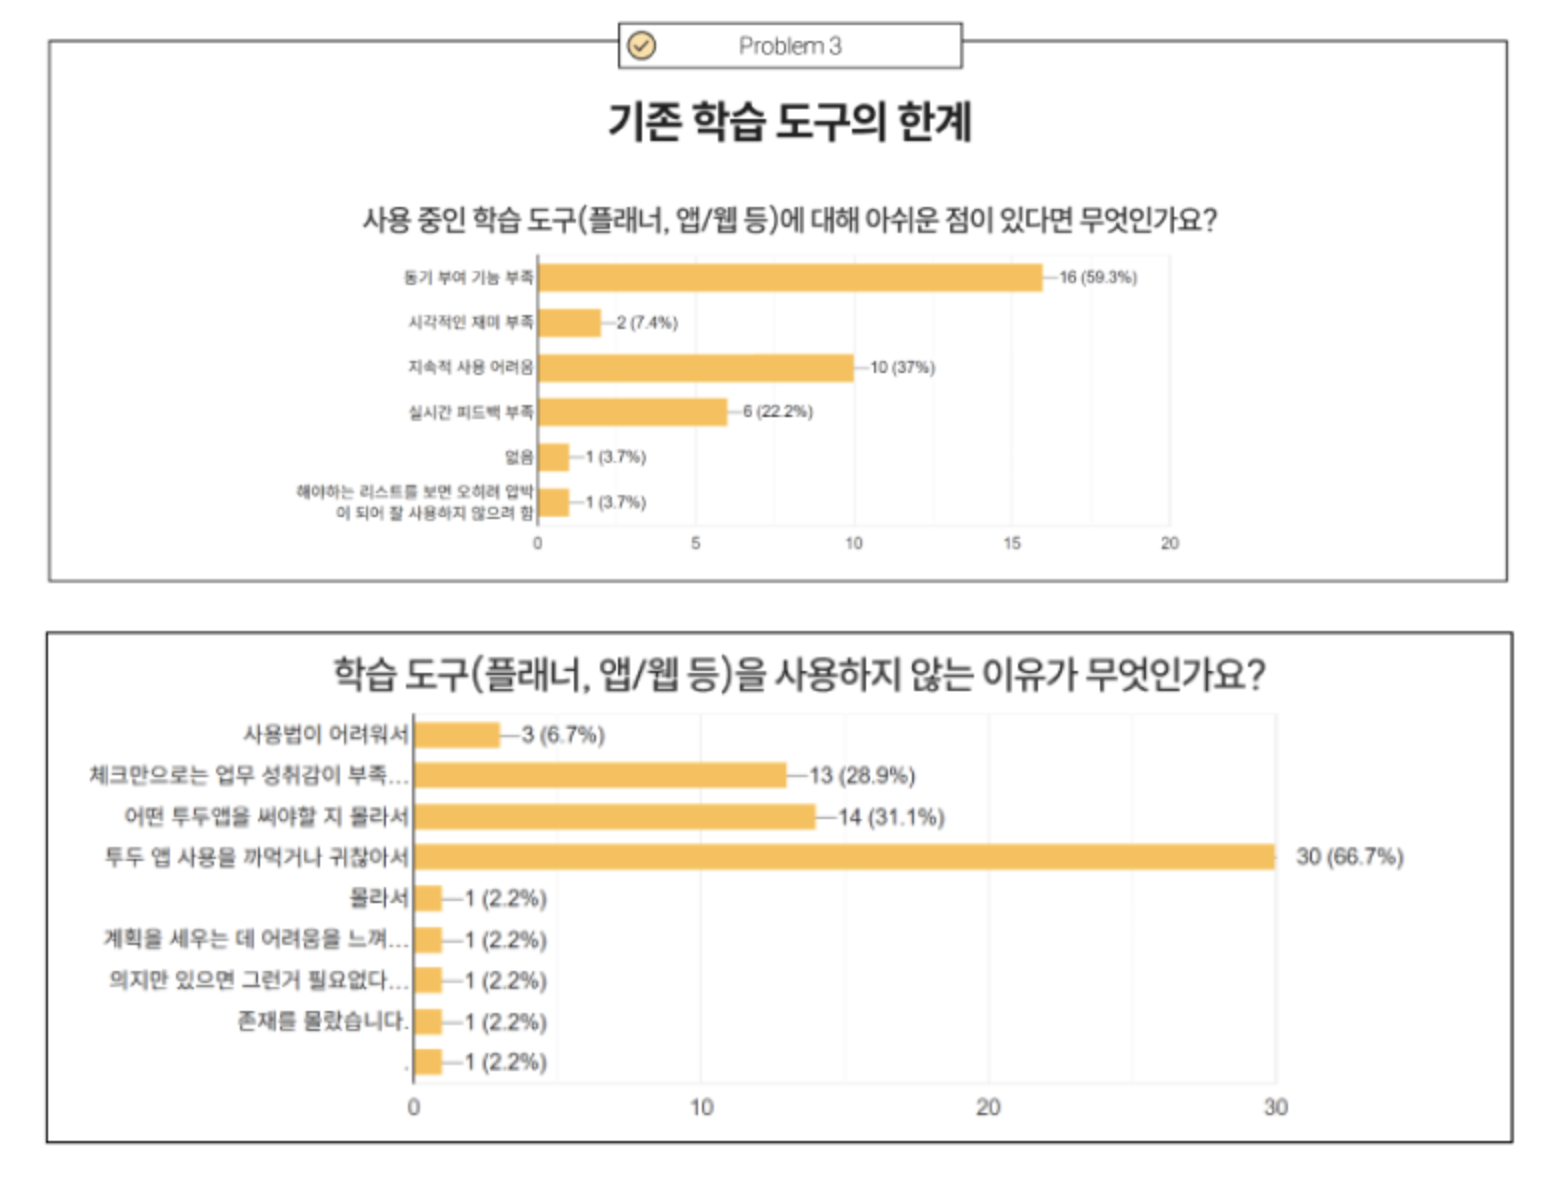 Problem 3
기존 학습 도구의 한계
사용 중인 학습 도구(플래너, 앱/웹 등)에 대해 아쉬운 점이 있다면 무엇인가요?
동기 부여 기능 부족
16 (59.3%)
시각적인 재미 부족
2 (7.4%)
지속적 사용 어려움
10 (37%)
실시간 피드백 부족
6 (22.2%)
없음
1 (3.7%)
해야하는 리스트를 보면 오히려 압박
이 되어 잘 사용하지 않으려 함
1 (3.7%)
0 5 10 15 20
학습 도구(플래너, 앱/웹 등)을 사용하지 않는 이유가 무엇인가요?
사용법이 어려워서
3 (6.7%)
체크만으로는 업무 성취감이 부족...
13 (28.9%)
어떤 투두앱을 써야할 지 몰라서
14 (31.1%)
투두 앱 사용을 까먹거나 귀찮아서
30 (66.7%)
몰라서
1 (2.2%)
계획을 세우는 데 어려움을 느껴...
1 (2.2%)
의지만 있으면 그런거 필요없다...
1 (2.2%)
존재를 몰랐습니다.
1 (2.2%)
.
1 (2.2%)
0 10 20 30